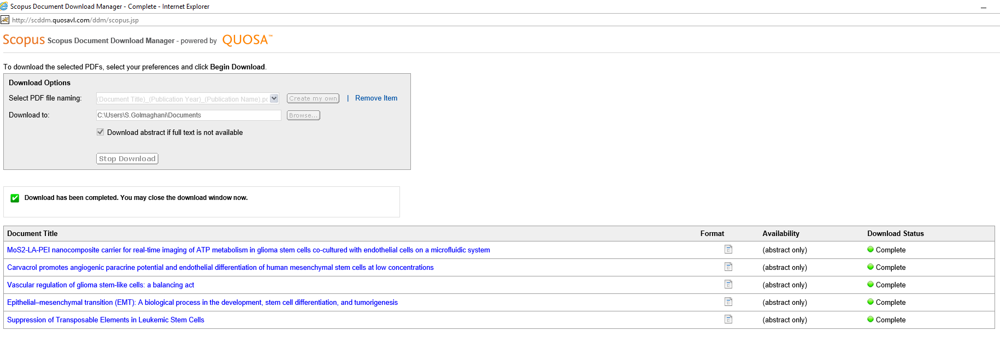 Scopus Document Download Manager - Complete - Internet Explorer
http://scddm.quosavl.com/ddm/scopus.jsp
Scopus Scopus Document Download Manager - powered by QUOSA™
To download the selected PDFs, select your preferences and click Begin Download.
Download Options
Select PDF file naming: (Document Title)_(Publication Year)_(Publication Name).pc Create my own | Remove Item
Download to: C:\Users\S.Golmaghani\Documents Browse...
Download abstract if full text is not available
Stop Download
Download has been completed. You may close the download window now.
Document Title Format Availability Download Status
MoS2-LA-PEI nanocomposite carrier for real-time imaging of ATP metabolism in glioma stem cells co-cultured with endothelial cells on a microfluidic system (abstract only) Complete
Carvacrol promotes angiogenic paracrine potential and endothelial differentiation of human mesenchymal stem cells at low concentrations (abstract only) Complete
Vascular regulation of glioma stem-like cells: a balancing act (abstract only) Complete
Epithelial–mesenchymal transition (EMT): A biological process in the development, stem cell differentiation, and tumorigenesis (abstract only) Complete
Suppression of Transposable Elements in Leukemic Stem Cells (abstract only) Complete